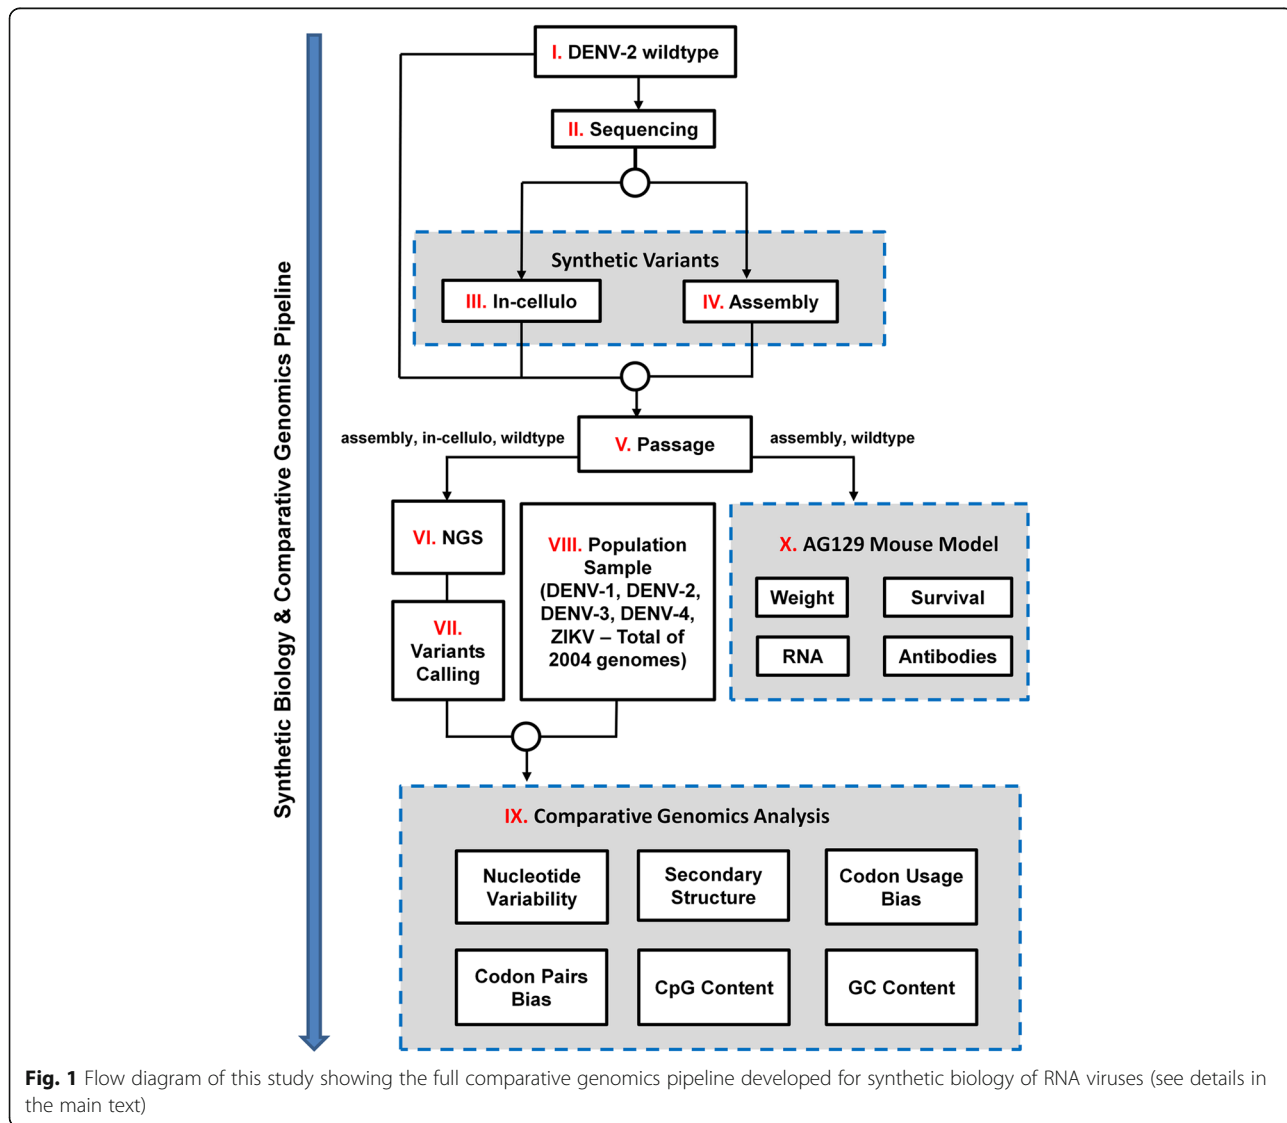 Synthetic Biology & Comparative Genomics Pipeline
I. DENV-2 wildtype
II. Sequencing
Synthetic Variants
III. In-cellulo
IV. Assembly
V. Passage
assembly, in-cellulo, wildtype
assembly, wildtype
VI. NGS
VII.
Variants
Calling
VIII. Population
Sample
(DENV-1, DENV-2,
DENV-3, DENV-4,
ZIKV – Total of
2004 genomes)
X. AG129 Mouse Model
Weight
Survival
RNA
Antibodies
IX. Comparative Genomics Analysis
Nucleotide
Variability
Secondary
Structure
Codon Usage
Bias
Codon Pairs
Bias
CpG Content
GC Content
Fig. 1 Flow diagram of this study showing the full comparative genomics pipeline developed for synthetic biology of RNA viruses (see details in
the main text)